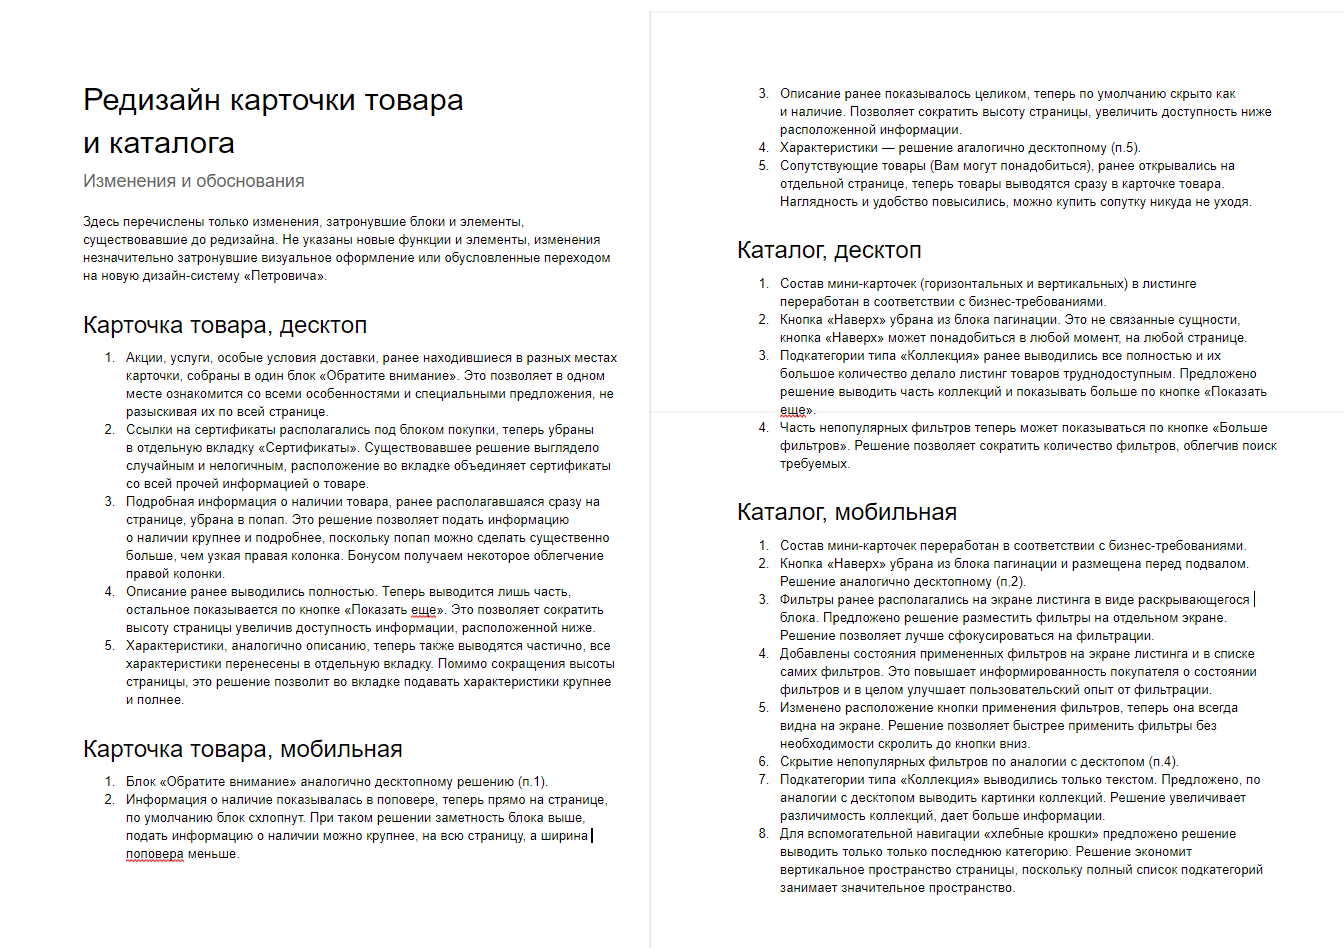 Редизайн карточки товара
и каталога
Изменения и обоснования
Здесь перечислены только изменения, затронувшие блоки и элементы,
существовавшие до редизайна. Не указаны новые функции и элементы, изменения
незначительно затронувшие визуальное оформление или обусловленные переходом
на новую дизайн-систему «Петровича».
Карточка товара, десктоп
1. Акции, услуги, особые условия доставки, ранее находившиеся в разных местах
карточки, собраны в один блок «Обратите внимание». Это позволяет в одном
месте ознакомится со всеми особенностями и специальными предложения, не
разыскивая их по всей странице.
2. Ссылки на сертификаты располагались под блоком покупки, теперь убраны
в отдельную вкладку «Сертификаты». Существовавшее решение выглядело
случайным и нелогичным, расположение во вкладке объединяет сертификаты
со всей прочей информацией о товаре.
3. Подробная информация о наличии товара, ранее располагавшаяся сразу на
странице, убрана в попап. Это решение позволяет подать информацию
о наличии крупнее и подробнее, поскольку попап можно сделать существенно
больше, чем узкая правая колонка. Бонусом получаем некоторое облегчение
правой колонки.
4. Описание ранее выводились полностью. Теперь выводится лишь часть,
остальное показывается по кнопке «Показать еще». Это позволяет сократить
высоту страницы увеличив доступность информации, расположенной ниже.
5. Характеристики, аналогично описанию, теперь также выводятся частично, все
характеристики перенесены в отдельную вкладку. Помимо сокращения высоты
страницы, это решение позволит во вкладке подавать характеристики крупнее
и полнее.
Карточка товара, мобильная
1. Блок «Обратите внимание» аналогично десктопному решению (п.1).
2. Информация о наличие показывалась в поповере, теперь прямо на странице,
по умолчанию блок схлопнут. При таком решении заметность блока выше,
подать информацию о наличии можно крупнее, на всю страницу, а ширина
поповера меньше.
3. Описание ранее показывалось целиком, теперь по умолчанию скрыто как
и наличие. Позволяет сократить высоту страницы, увеличить доступность ниже
расположенной информации.
4. Характеристики — решение агалогично десктопному (п.5).
5. Сопутствующие товары (Вам могут понадобиться), ранее открывались на
отдельной странице, теперь товары выводятся сразу в карточке товара.
Наглядность и удобство повысились, можно купить сопутку никуда не уходя.
Каталог, десктоп
1. Состав мини-карточек (горизонтальных и вертикальных) в листинге
переработан в соответствии с бизнес-требованиями.
2. Кнопка «Наверх» убрана из блока пагинации. Это не связанные сущности,
кнопка «Наверх» может понадобиться в любой момент, на любой странице.
3. Подкатегории типа «Коллекция» ранее выводились все полностью и их
большое количество делало листинг товаров труднодоступным. Предложено
решение выводить часть коллекций и показывать больше по кнопке «Показать
еще».
4. Часть непопулярных фильтров теперь может показываться по кнопке «Больше
фильтров». Решение позволяет сократить количество фильтров, облегчив поиск
требуемых.
Каталог, мобильная
1. Состав мини-карточек переработан в соответствии с бизнес-требованиями.
2. Кнопка «Наверх» убрана из блока пагинации и размещена перед подвалом.
Решение аналогично десктопному (п.2).
3. Фильтры ранее располагались на экране листинга в виде раскрывающегося
блока. Предложено решение разместить фильтры на отдельном экране.
Решение позволяет лучше сфокусироваться на фильтрации.
4. Добавлены состояния примененных фильтров на экране листинга и в списке
самих фильтров. Это повышает информированность покупателя о состоянии
фильтров и в целом улучшает пользовательский опыт от фильтрации.
5. Изменено расположение кнопки применения фильтров, теперь она всегда
видна на экране. Решение позволяет быстрее применить фильтры без
необходимости скролить до кнопки вниз.
6. Скрытие непопулярных фильтров по аналогии с десктопом (п.4).
7. Подкатегории типа «Коллекция» выводились только текстом. Предложено, по
аналогии с десктопом выводить картинки коллекций. Решение увеличивает
различимость коллекций, дает больше информации.
8. Для вспомогательной навигации «хлебные крошки» предложено решение
выводить только только последнюю категорию. Решение экономит
вертикальное пространство страницы, поскольку полный список подкатегорий
занимает значительное пространство.